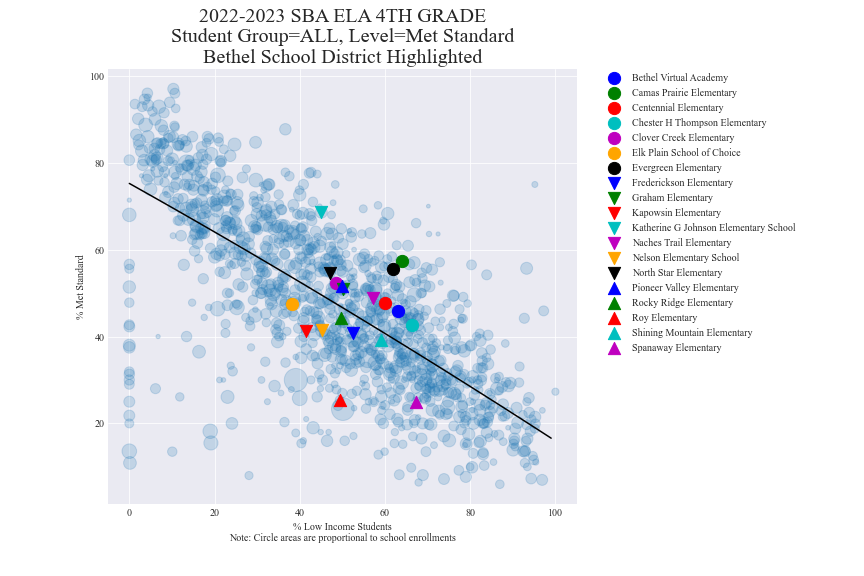 2022-2023 SBA ELA 4TH GRADE
Student Group=ALL, Level=Met Standard
Bethel School District Highlighted
100
80
60
40
20
% Met Standard
0
20
40
60
80
100
% Low Income Students
Note: Circle areas are proportional to school enrollments
Bethel Virtual Academy
Camas Prairie Elementary
Centennial Elementary
Chester H Thompson Elementary
Clover Creek Elementary
Elk Plain School of Choice
Evergreen Elementary
Frederickson Elementary
Graham Elementary
Kapowsin Elementary
Katherine G Johnson Elementary School
Naches Trail Elementary
Nelson Elementary School
North Star Elementary
Pioneer Valley Elementary
Rocky Ridge Elementary
Roy Elementary
Shining Mountain Elementary
Spanaway Elementary